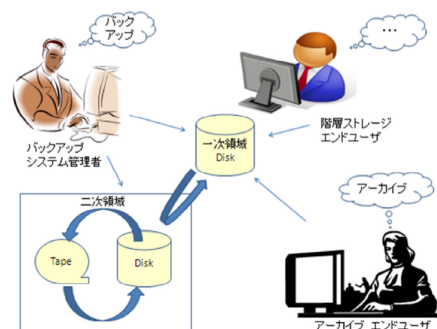 バック
アップ
…
バックアップ
システム管理者
一次領域
Disk
階層ストレージ
エンドユーザ
二次領域
Tape
Disk
アーカイブ
アーカイブ エンドユーザ